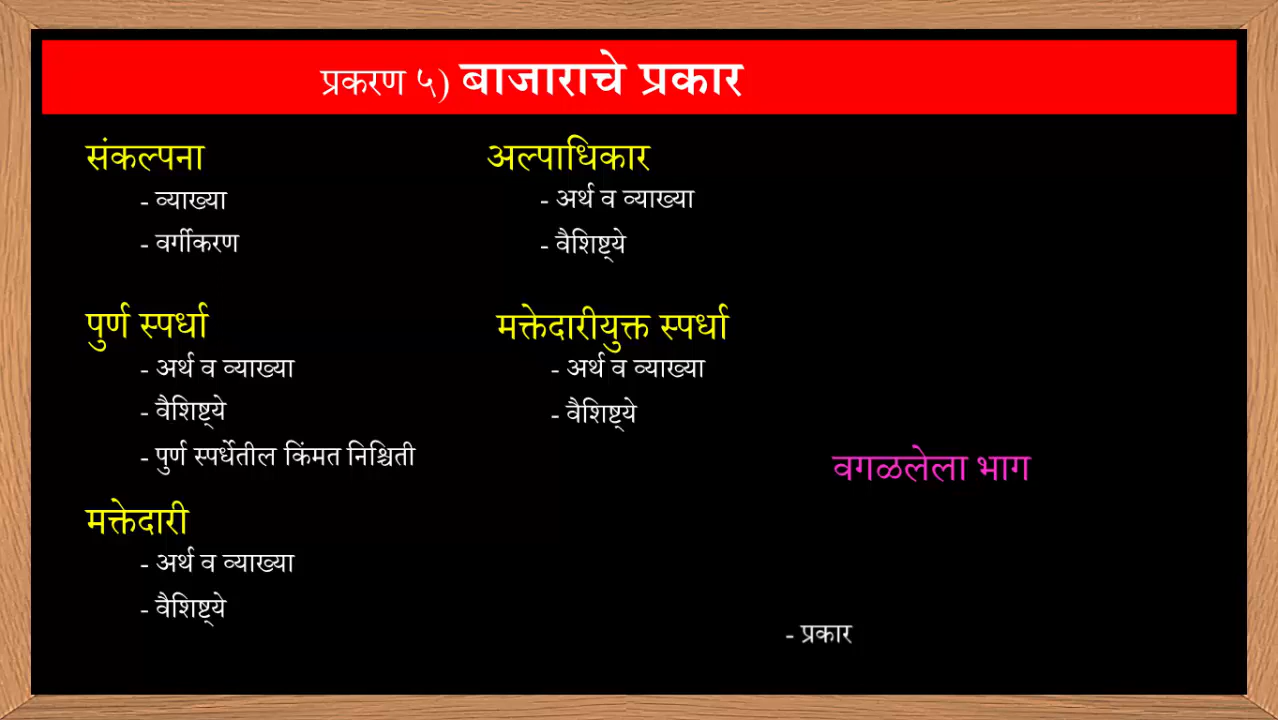 प्रकरण ५) बाजाराचे प्रकार
संकल्पना
- व्याख्या
- वर्गीकरण
पुर्ण स्पर्धा
- अर्थ व व्याख्या
- वैशिष्ट्ये
- पुर्ण स्पर्धेतील किंमत निश्चिती
मक्तेदारी
- अर्थ व व्याख्या
- वैशिष्ट्ये
अल्पाधिकार
- अर्थ व व्याख्या
- वैशिष्ट्ये
मक्तेदारीयुक्त स्पर्धा
- अर्थ व व्याख्या
- वैशिष्ट्ये
वगळलेला भाग
- प्रकार